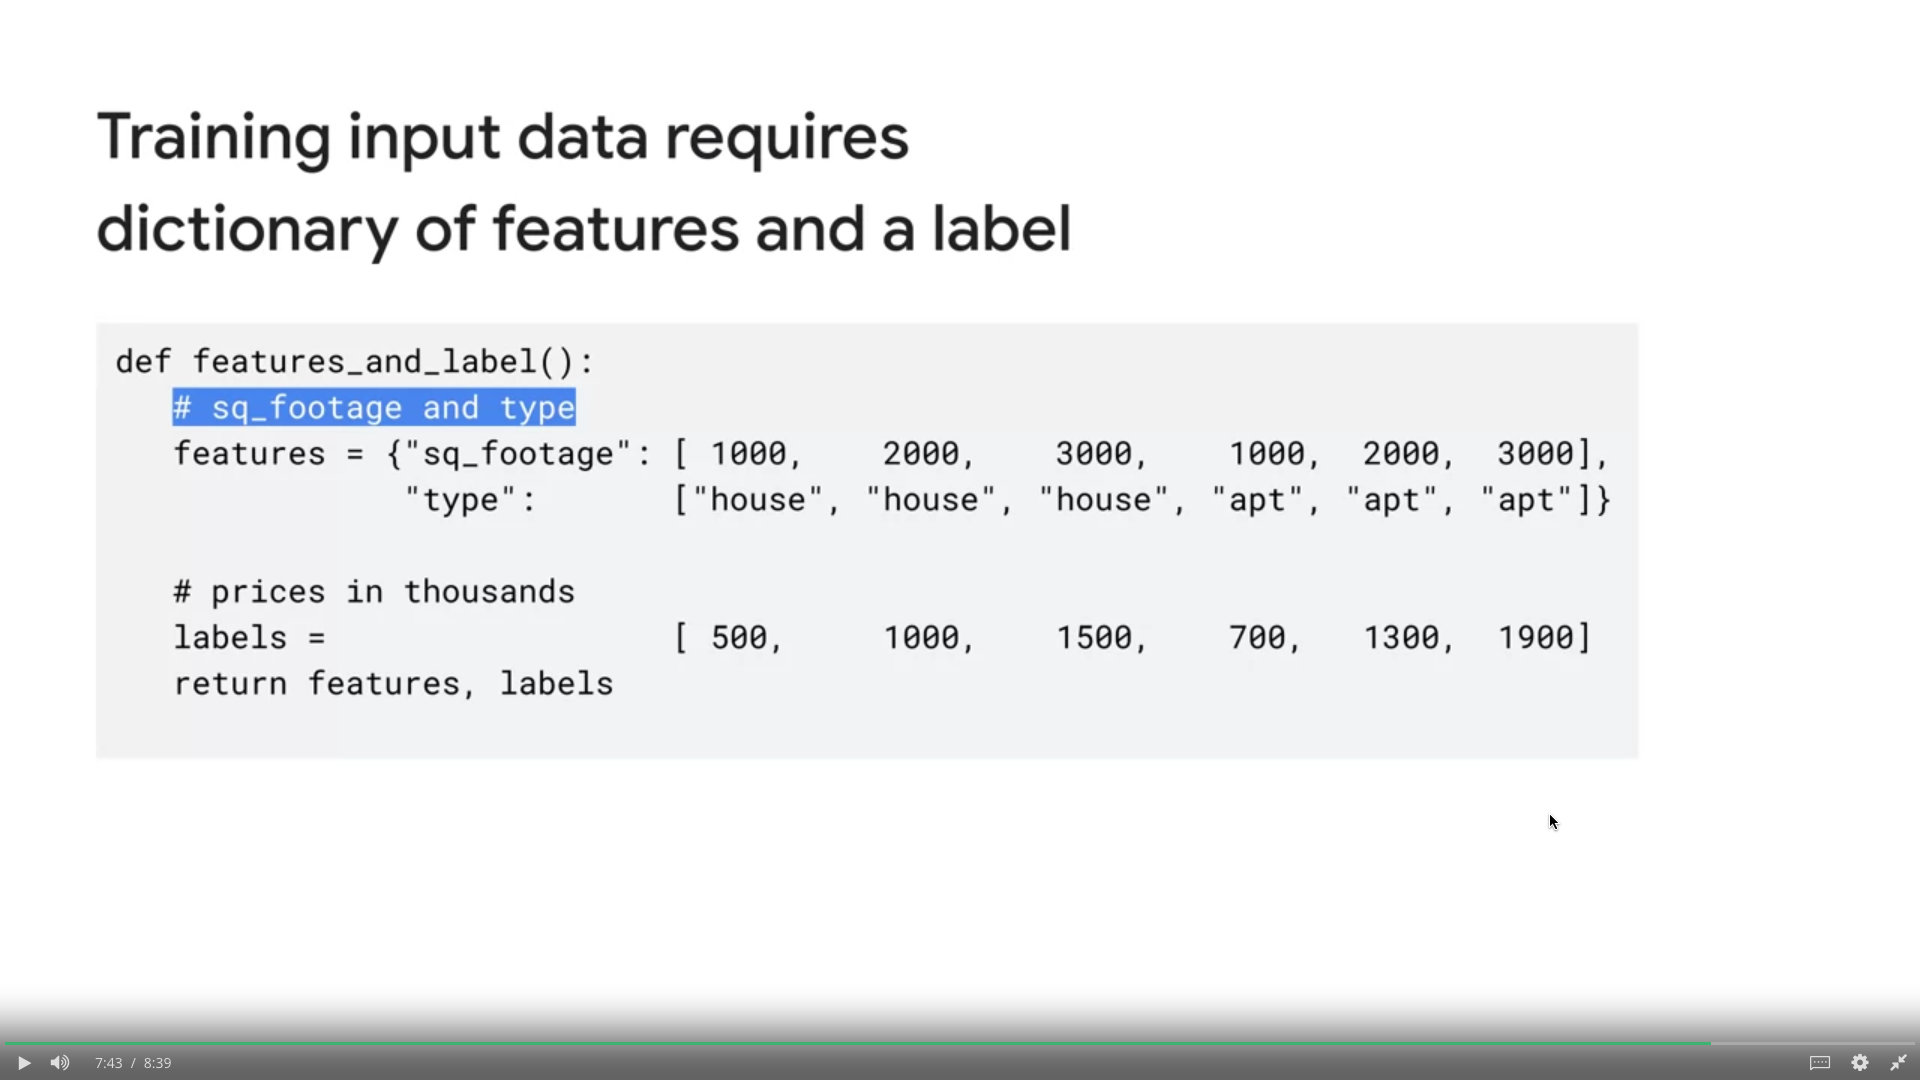 Training input data requires
dictionary of features and a label
def features_and_label():
# sq_footage and type
features = {"sq_footage": [ 1000, 2000, 3000, 1000, 2000, 3000],
"type": ["house", "house", "house", "apt", "apt", "apt"]}
# prices in thousands
labels = [ 500, 1000, 1500, 700, 1300, 1900]
return features, labels
7:43 / 8:39